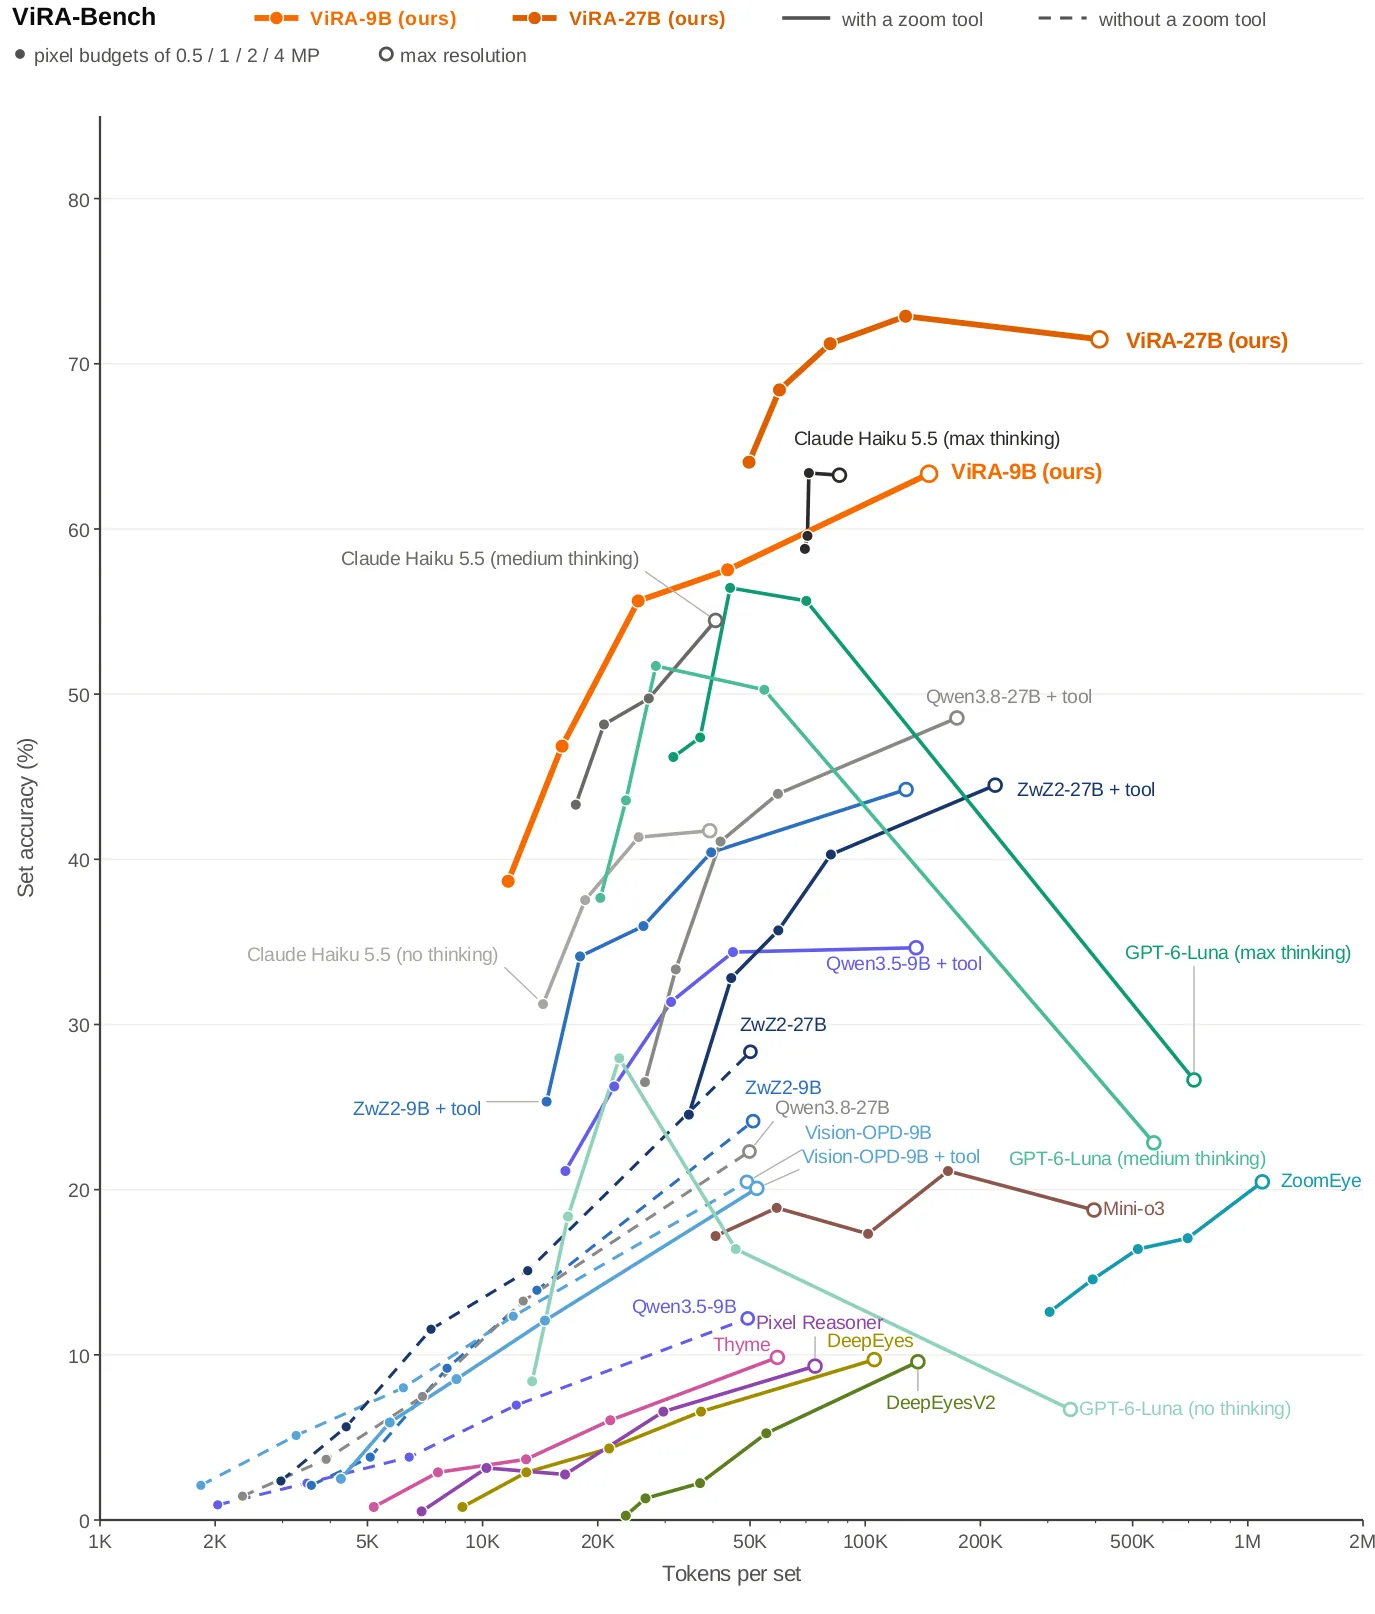 ViRA-Bench
ViRA-9B (ours)
ViRA-27B (ours)
with a zoom tool
without a zoom tool
pixel budgets of 0.5 / 1 / 2 / 4 MP
max resolution
80
70
60
50
40
30
20
10
0
Set accuracy (%)
ViRA-27B (ours)
Claude Haiku 5.5 (max thinking)
ViRA-9B (ours)
Claude Haiku 5.5 (medium thinking)
Qwen3.8-27B + tool
ZwZ2-27B + tool
Claude Haiku 5.5 (no thinking)
GPT-6-Luna (max thinking)
Qwen3.5-9B + tool
ZwZ2-27B
ZwZ2-9B
ZwZ2-9B + tool
Qwen3.8-27B
Vision-OPD-9B
Vision-OPD-9B + tool
GPT-6-Luna (medium thinking)
ZoomEye
Mini-o3
Qwen3.5-9B
Pixel Reasoner
Thyme
DeepEyes
DeepEyesV2
GPT-6-Luna (no thinking)
1K
2K
5K
10K
20K
50K
100K
200K
500K
1M
2M
Tokens per set